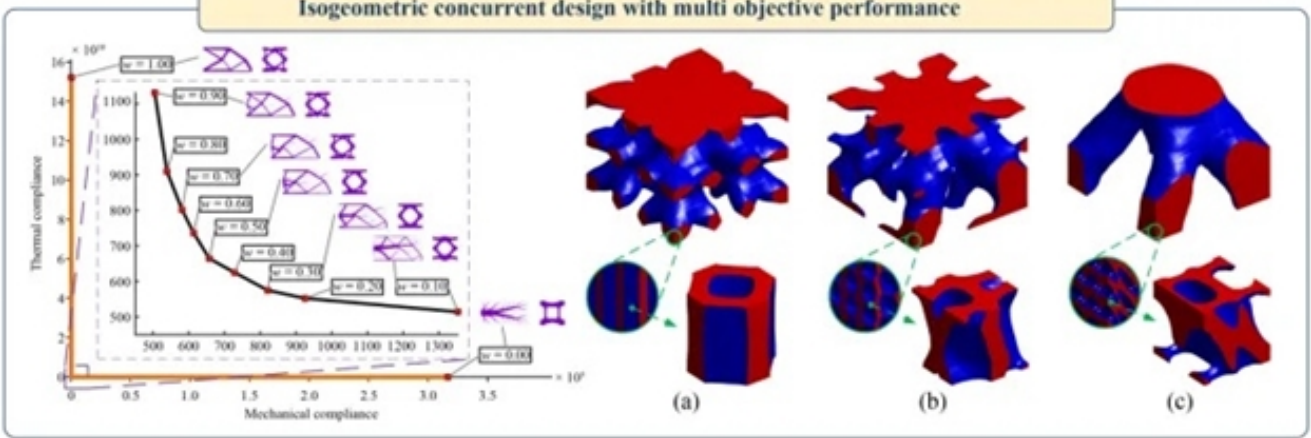 Isogeometric concurrent design with multi objective performance
16
14
12
10
8
6
4
2
0
Thermal compliance
w = 1.00
1100
1000
900
800
700
600
500
w = 0.90
w = 0.80
w = 0.70
w = 0.60
w = 0.50
w = 0.40
w = 0.30
w = 0.20
w = 0.10
w = 0.00
500 600 700 800 900 1000 1100 1200 1300
0 0.5 1.0 1.5 2.0 2.5 3.0 3.5
Mechanical compliance
(a) (b) (c)